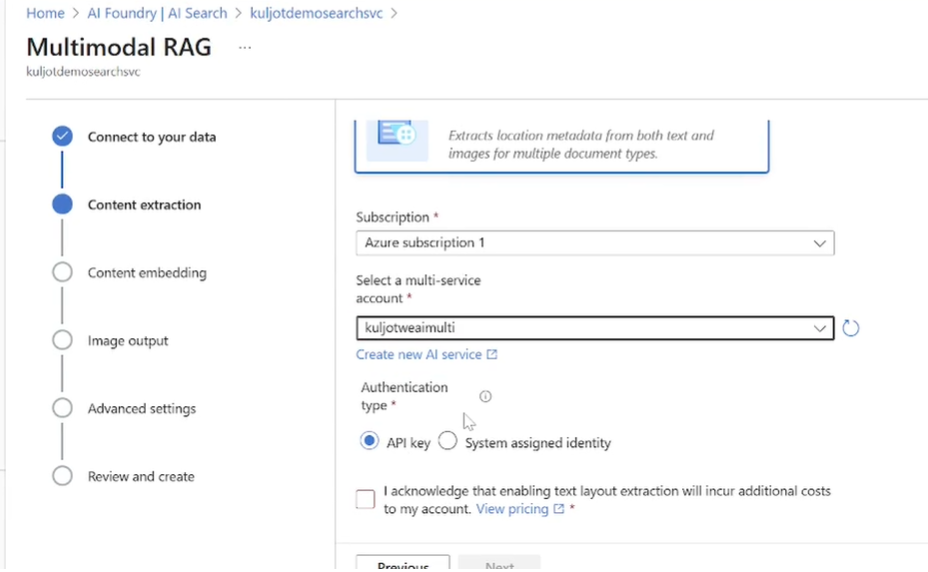 Home > AI Foundry | AI Search > kuljotdemosearchsvc >
Multimodal RAG ...
kuljotdemosearchsvc
Connect to your data
Content extraction
Content embedding
Image output
Advanced settings
Review and create
Extracts location metadata from both text and
images for multiple document types.
Subscription *
Azure subscription 1
Select a multi-service
account *
kuljotweaimulti
Create new AI service
Authentication
type *
API key
System assigned identity
I acknowledge that enabling text layout extraction will incur additional costs
to my account. View pricing *
Previous
Next